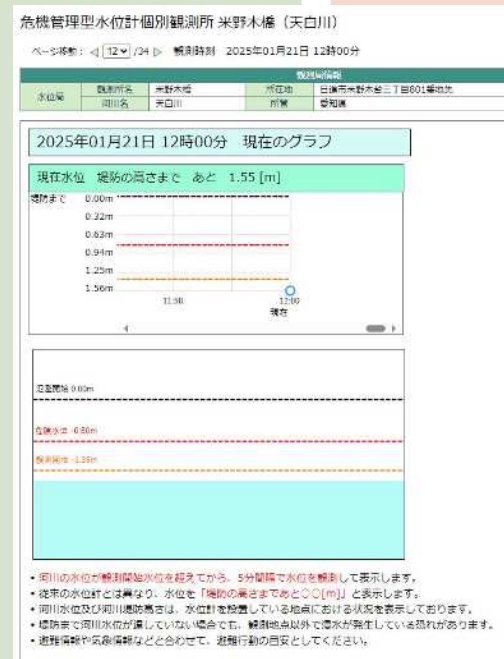 危機管理型水位計個別観測所 米野木橋（天白川）
ページ移動： ◁ 12 /34 ▷ 観測時刻 2025年01月21日 12時00分
観測局情報
水位局 観測所名 米野木橋 所在地 日進市米野木台三丁目801番地先
河川名 天白川 所管 愛知県
2025年01月21日 12時00分 現在のグラフ
現在水位 堤防の高さまで あと 1.55 [m]
堤防まで 0.00m
0.32m
0.63m
0.94m
1.25m
1.56m
11:50 12:00
現在
氾濫開始 0.00m
危険水位 -0.80m
観測開始 -1.35m
• 河川の水位が観測開始水位を超えてから、5分間隔で水位を観測して表示します。
• 従来の水位計とは異なり、水位を「堤防の高さまであと〇〇[m]」と表示します。
• 河川水位及び河川堤防高さは、水位計を設置している地点における状況を表示しております。
• 堤防まで河川水位が達していない場合でも、観測地点以外で浸水が発生している恐れがあります。
• 避難情報や気象情報などと合わせて、避難行動の目安としてください。